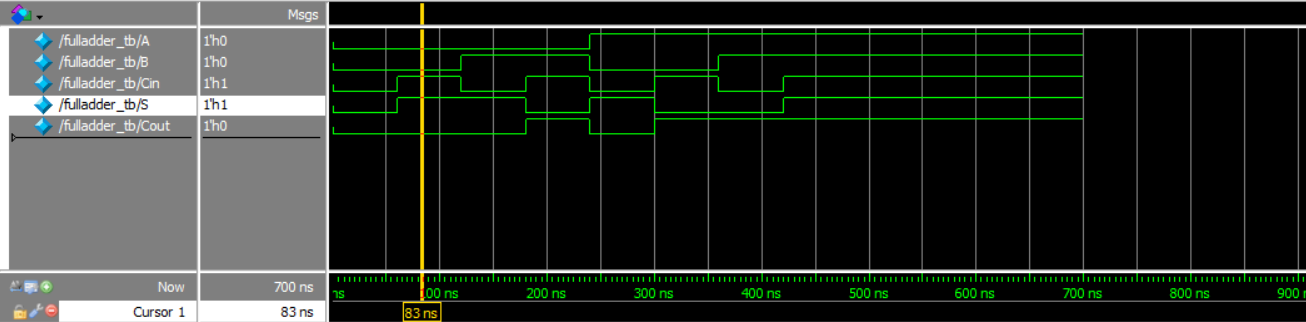 Msgs
/fulladder_tb/A 1'h0
/fulladder_tb/B 1'h0
/fulladder_tb/Cin 1'h1
/fulladder_tb/S 1'h1
/fulladder_tb/Cout 1'h0
Now 700 ns
ns 100 ns 200 ns 300 ns 400 ns 500 ns 600 ns 700 ns 800 ns 900
Cursor 1 83 ns
83 ns